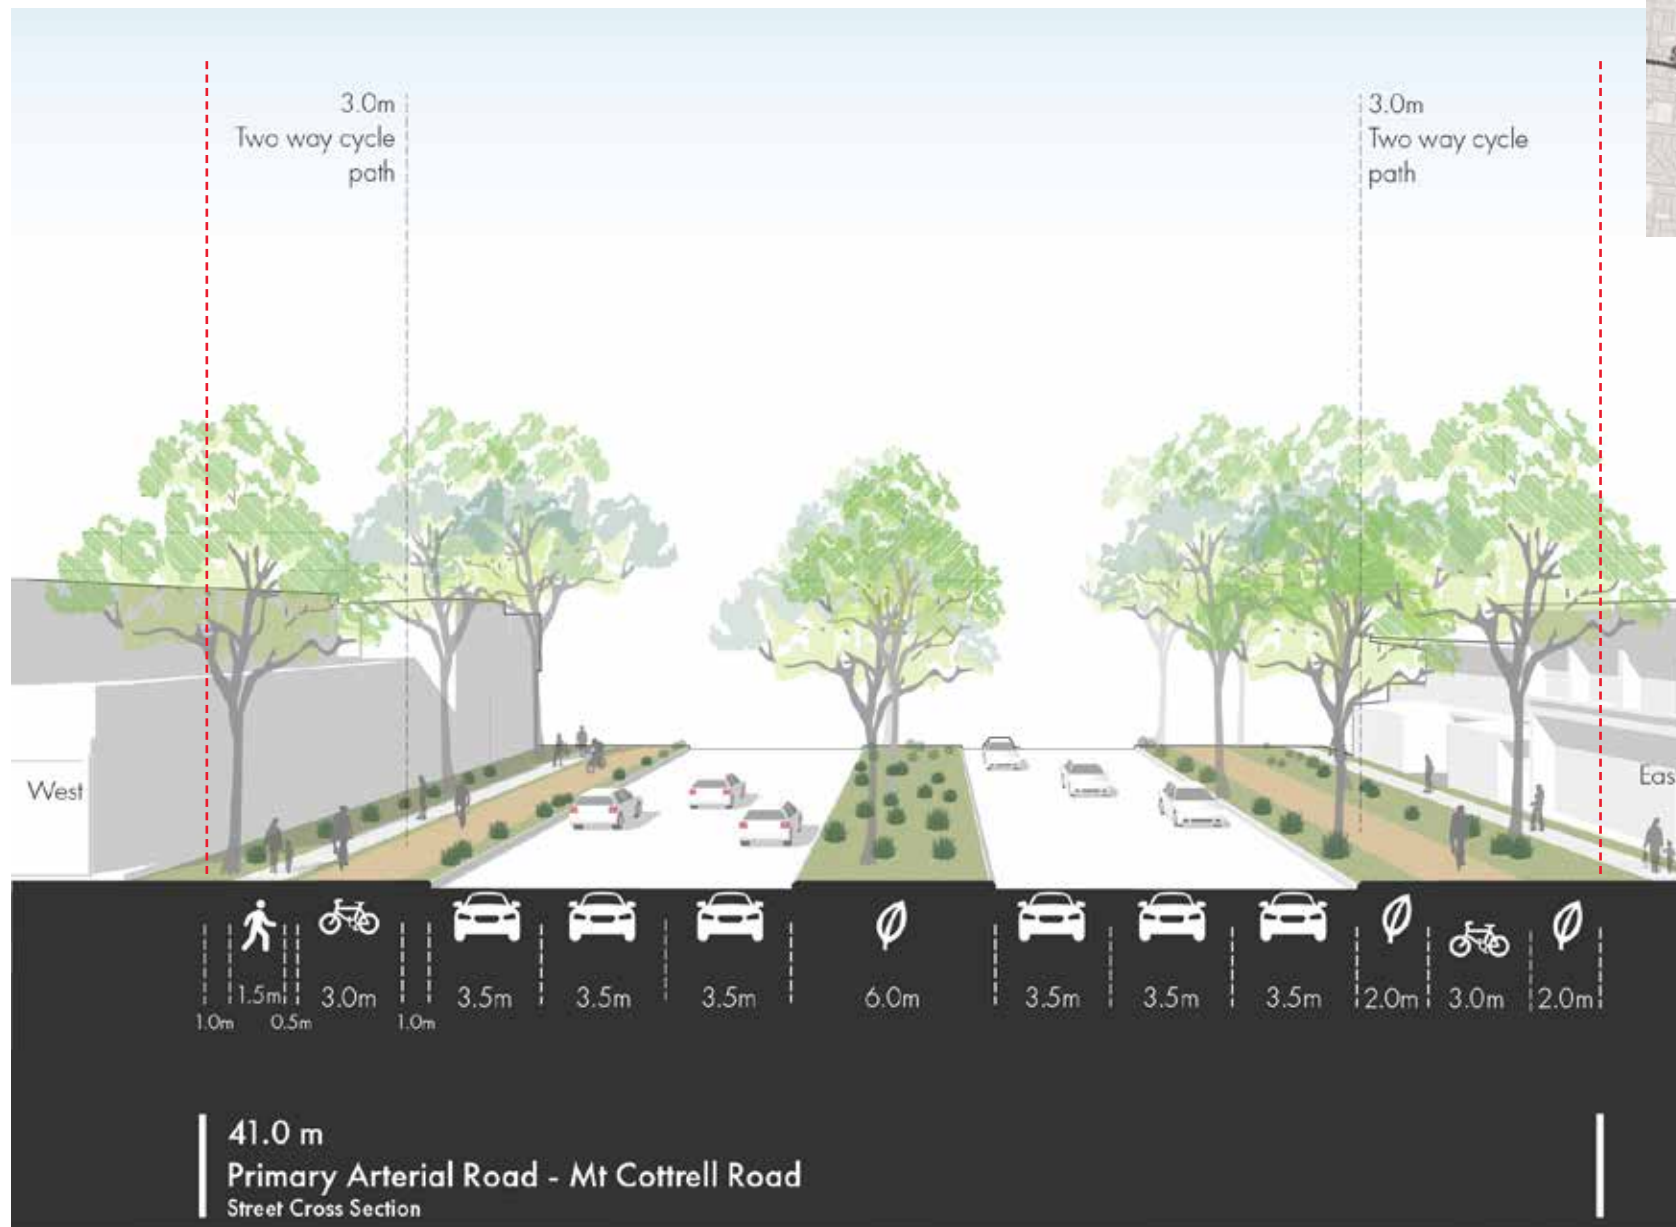 3.0m
Two way cycle
path
3.0m
Two way cycle
path
West
Eas
1.0m
1.5m
0.5m
3.0m
1.0m
3.5m
3.5m
3.5m
6.0m
3.5m
3.5m
3.5m
2.0m
3.0m
2.0m
41.0 m
Primary Arterial Road - Mt Cottrell Road
Street Cross Section